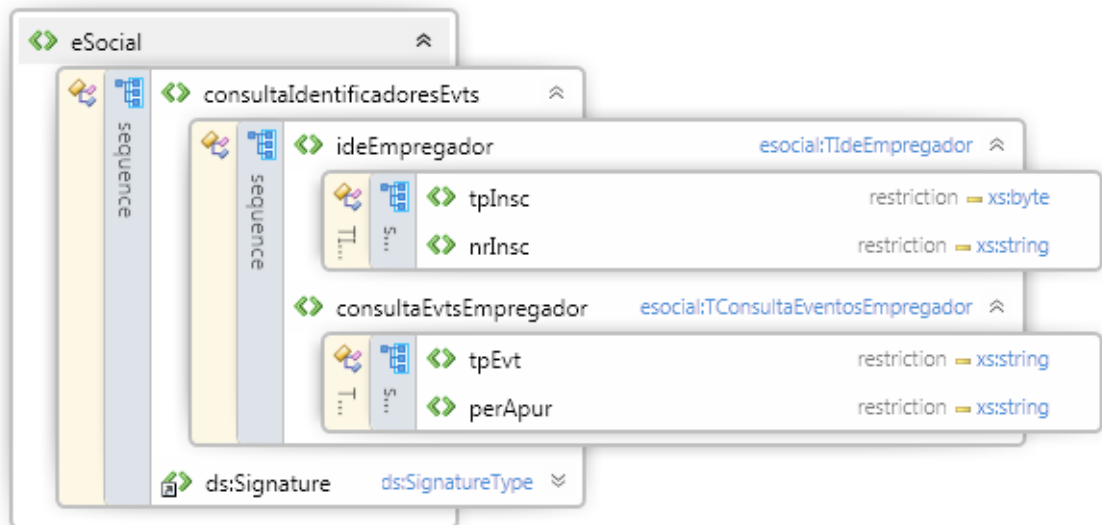 eSocial
sequence
consultaIdentificadoresEvts
sequence
ideEmpregador esocial:TIdeEmpregador
TI... s...
tpInsc restriction xs:byte
nrInsc restriction xs:string
consultaEvtsEmpregador esocial:TConsultaEventosEmpregador
T... s...
tpEvt restriction xs:string
perApur restriction xs:string
ds:Signature ds:SignatureType